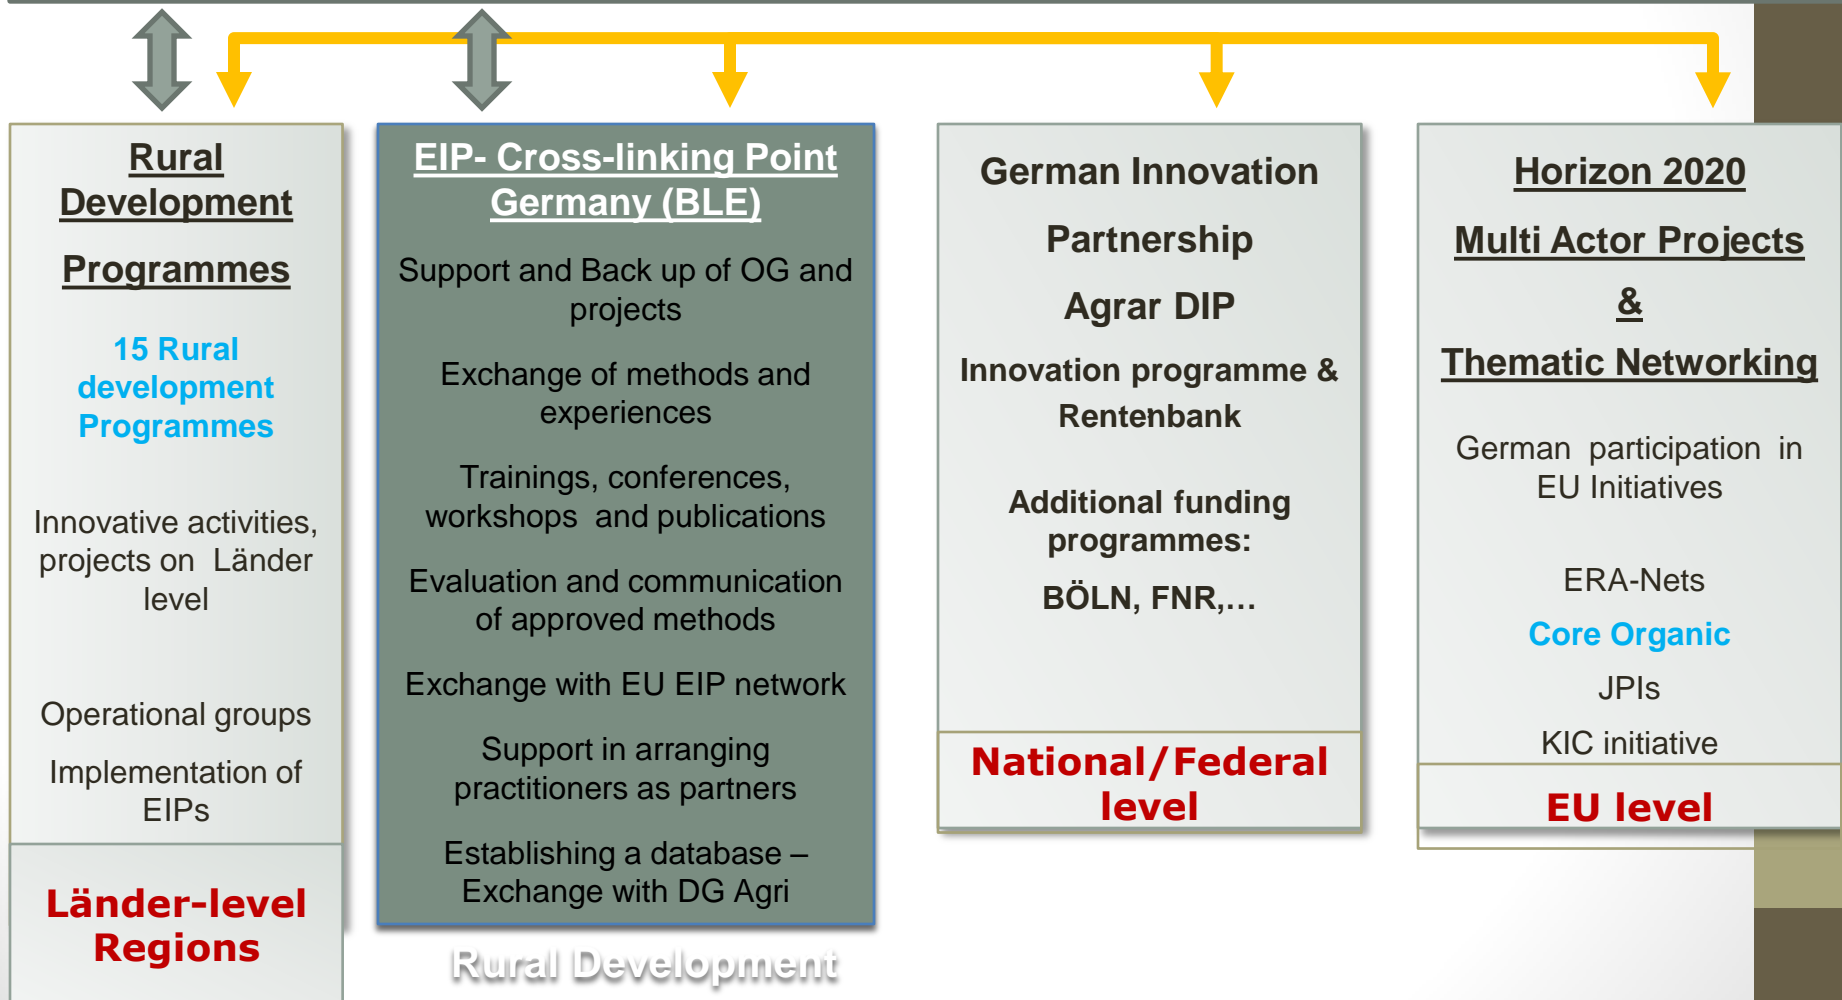 Rural
Development
Programmes
15 Rural
development
Programmes
Innovative activities,
projects on Länder
level
Operational groups
Implementation of
EIPs
Länder-level
Regions
EIP- Cross-linking Point
Germany (BLE)
Support and Back up of OG and
projects
Exchange of methods and
experiences
Trainings, conferences,
workshops and publications
Evaluation and communication
of approved methods
Exchange with EU EIP network
Support in arranging
practitioners as partners
Establishing a database –
Exchange with DG Agri
Rural Development
German Innovation
Partnership
Agrar DIP
Innovation programme &
Rentenbank
Additional funding
programmes:
BÖLN, FNR,…
National/Federal
level
Horizon 2020
Multi Actor Projects
&
Thematic Networking
German participation in
EU Initiatives
ERA-Nets
Core Organic
JPIs
KIC initiative
EU level